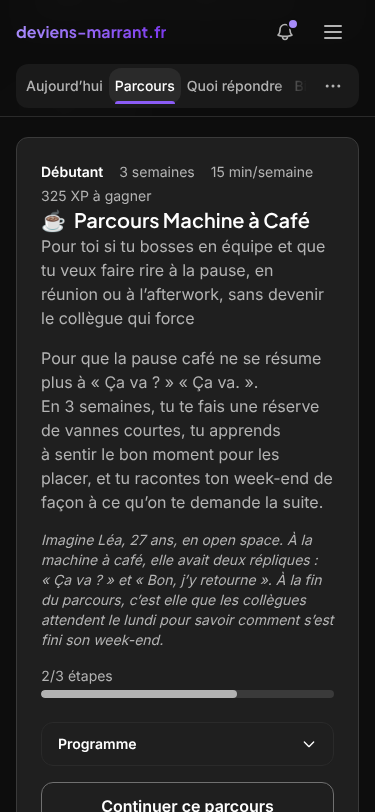 deviens-marrant.fr
Aujourd’hui Parcours Quoi répondre
Débutant 3 semaines 15 min/semaine
325 XP à gagner
☕ Parcours Machine à Café
Pour toi si tu bosses en équipe et que
tu veux faire rire à la pause, en
réunion ou à l’afterwork, sans devenir
le collègue qui force
Pour que la pause café ne se résume
plus à « Ça va ? » « Ça va. ».
En 3 semaines, tu te fais une réserve
de vannes courtes, tu apprends
à sentir le bon moment pour les
placer, et tu racontes ton week-end de
façon à ce qu’on te demande la suite.
Imagine Léa, 27 ans, en open space. À la
machine à café, elle avait deux répliques :
« Ça va ? » et « Bon, j’y retourne ». À la fin
du parcours, c’est elle que les collègues
attendent le lundi pour savoir comment s’est
fini son week-end.
2/3 étapes
Programme
Continuer ce parcours